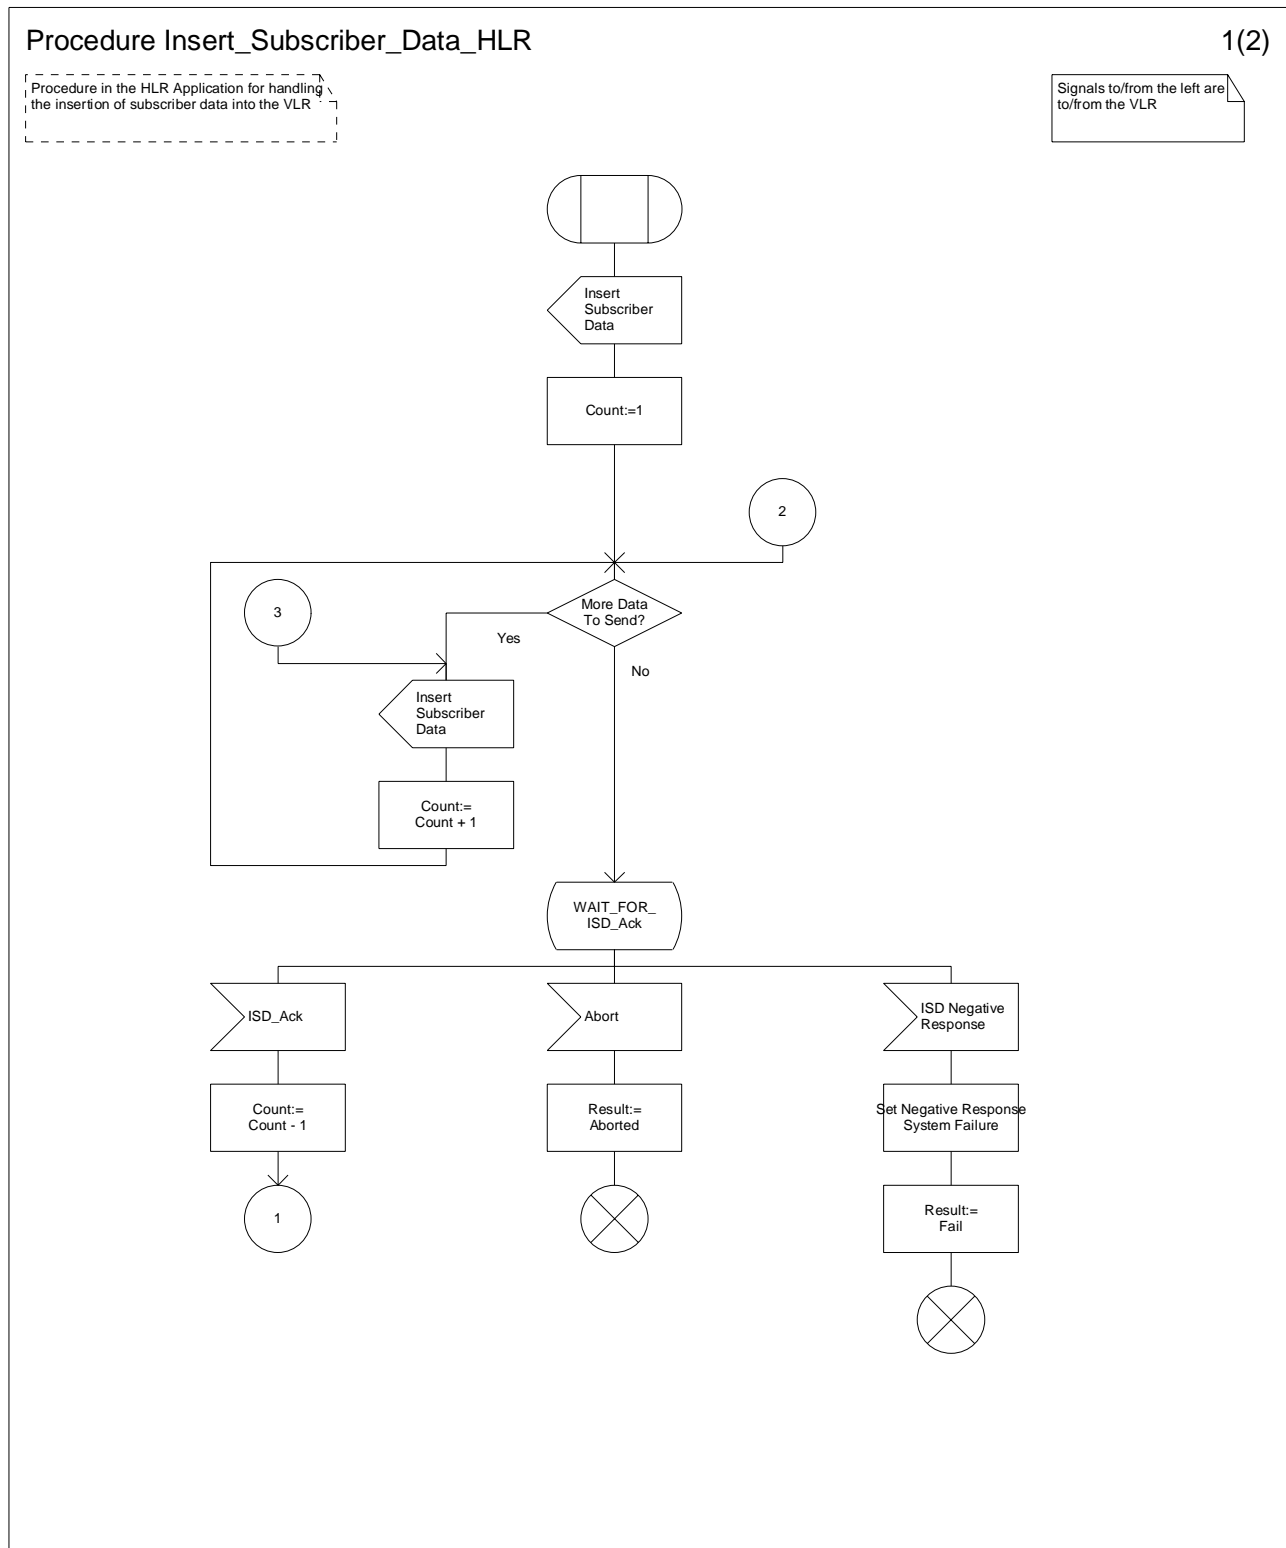 Procedure Insert_Subscriber_Data_HLR
1(2)
Procedure in the HLR Application for handling
the insertion of subscriber data into the VLR
Signals to/from the left are
to/from the VLR
Insert
Subscriber
Data
Count:=1
2
3
More Data
To Send?
Yes
No
Insert
Subscriber
Data
Count:=
Count + 1
WAIT_FOR_
ISD_Ack
ISD_Ack
Abort
ISD Negative
Response
Count:=
Count - 1
Result:=
Aborted
Set Negative Response
System Failure
1
Result:=
Fail